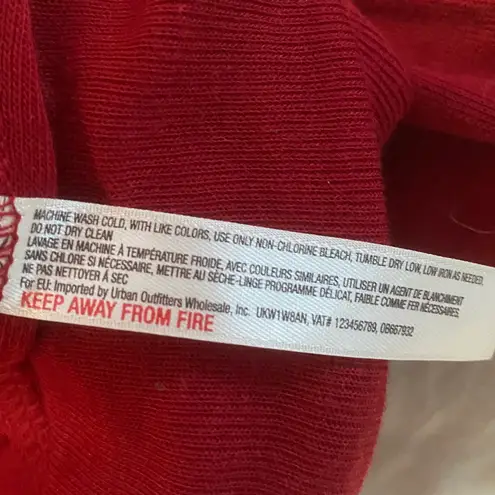 MACHINE WASH COLD, WITH LIKE COLORS, USE ONLY NON-CHLORINE BLEACH, TUMBLE DRY LOW, LOW IRON AS NEEDED,
DO NOT DRY CLEAN
LAVAGE EN MACHINE À TEMPÉRATURE FROIDE, AVEC COULEURS SIMILAIRES, UTILISER UN AGENT DE BLANCHIMENT
SANS CHLORE SI NÉCESSAIRE, METTRE AU SÈCHE-LINGE PROGRAMME DÉLICAT, FAIBLE COMME FER NÉCESSAIRES
NE PAS NETTOYER À SEC
For EU: Imported by Urban Outfitters Wholesale, Inc. UKW1W8AN, VAT# 123456789, 0B667932
KEEP AWAY FROM FIRE